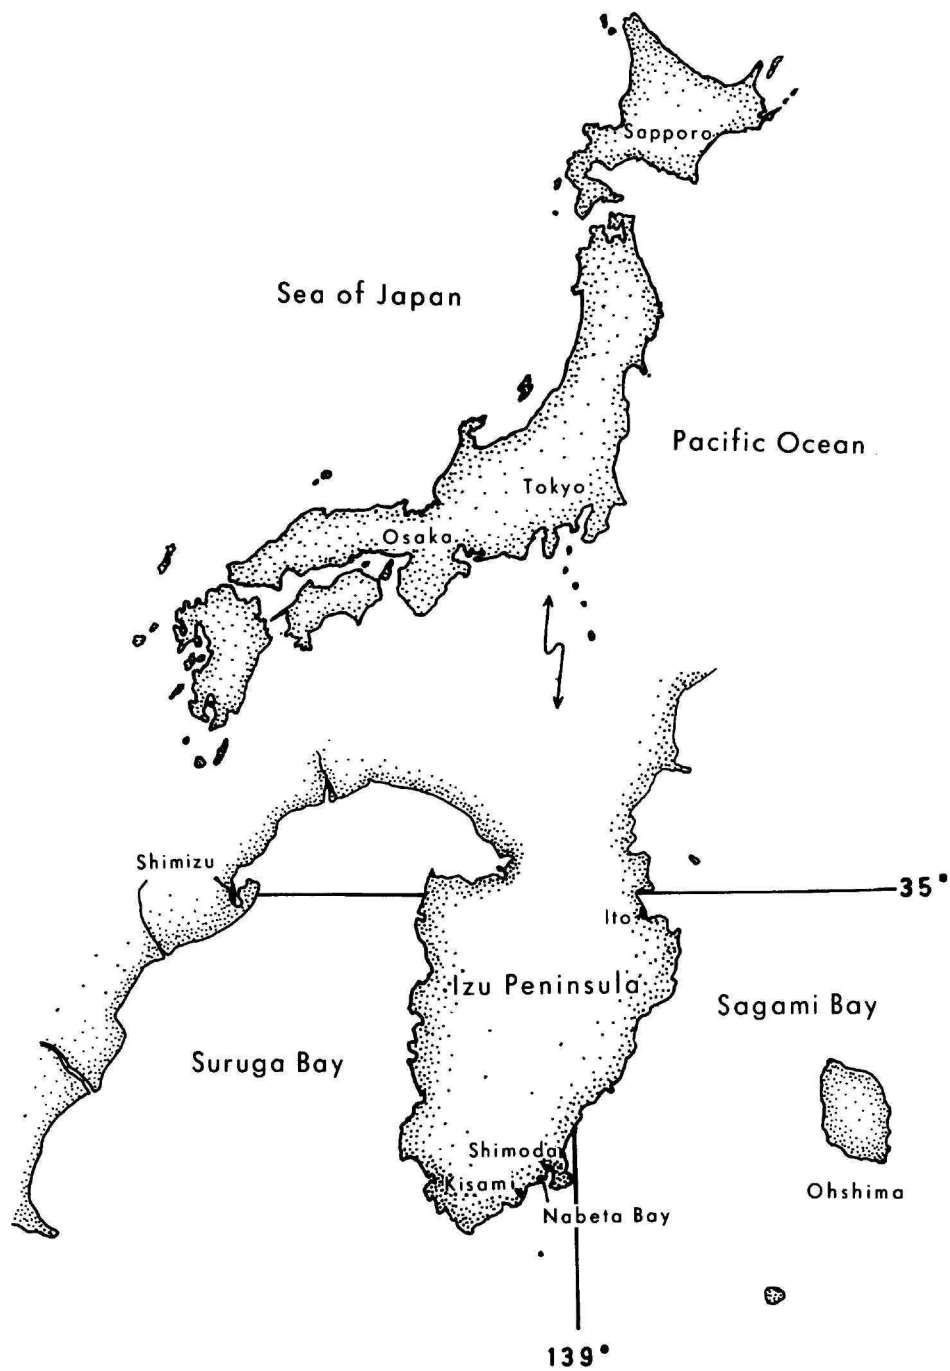 Sapporo
Sea of Japan
Pacific Ocean
Tokyo
Osaka
Shimizu
35°
Ito
Izu Peninsula
Sagami Bay
Suruga Bay
Shimoda
Kisami
Ohshima
Nabeta Bay
139°